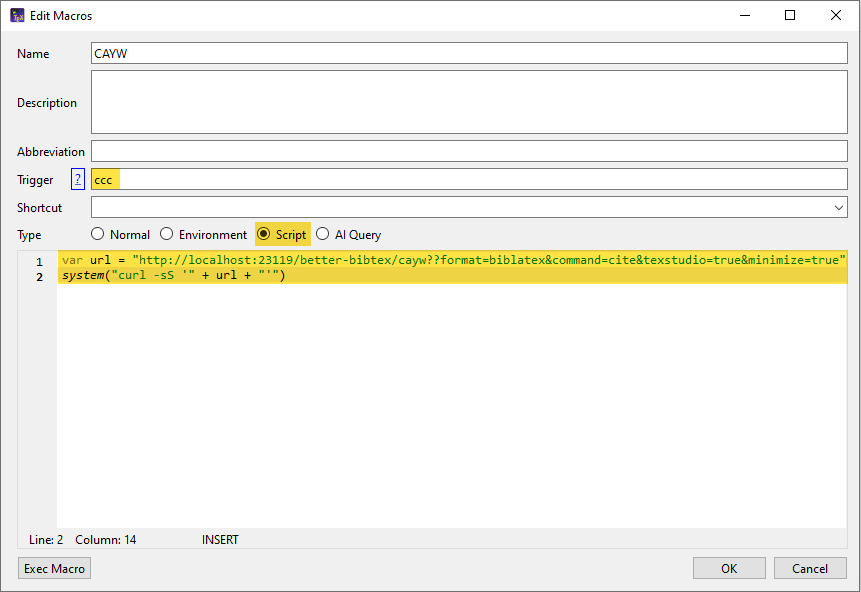 Edit Macros
Name CAYW
Description
Abbreviation
Trigger ? ccc
Shortcut
Type Normal Environment Script AI Query
1 var url = "http://localhost:23119/better-bibtex/cayw??format=biblatex&command=cite&texstudio=true&minimize=true"
2 system("curl -sS '" + url + "'")
Line: 2 Column: 14 INSERT
Exec Macro OK Cancel